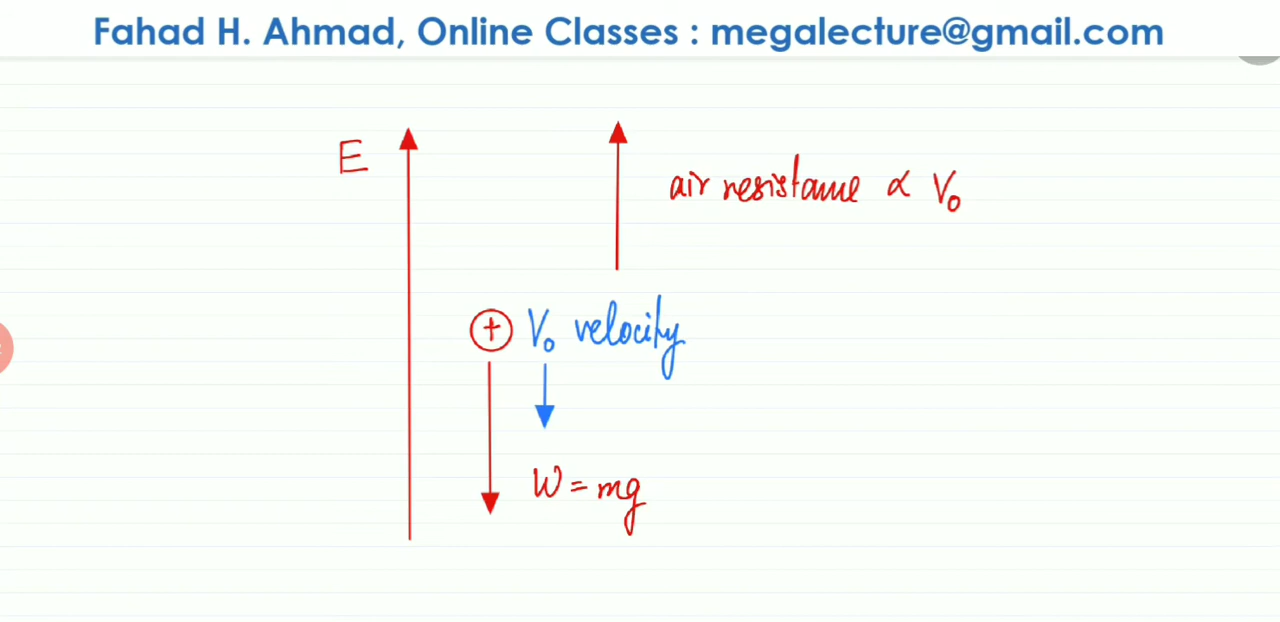 Fahad H. Ahmad, Online Classes : megalecture@gmail.com
E
air resistance ∝ V₀
+ V₀ velocity
W = mg